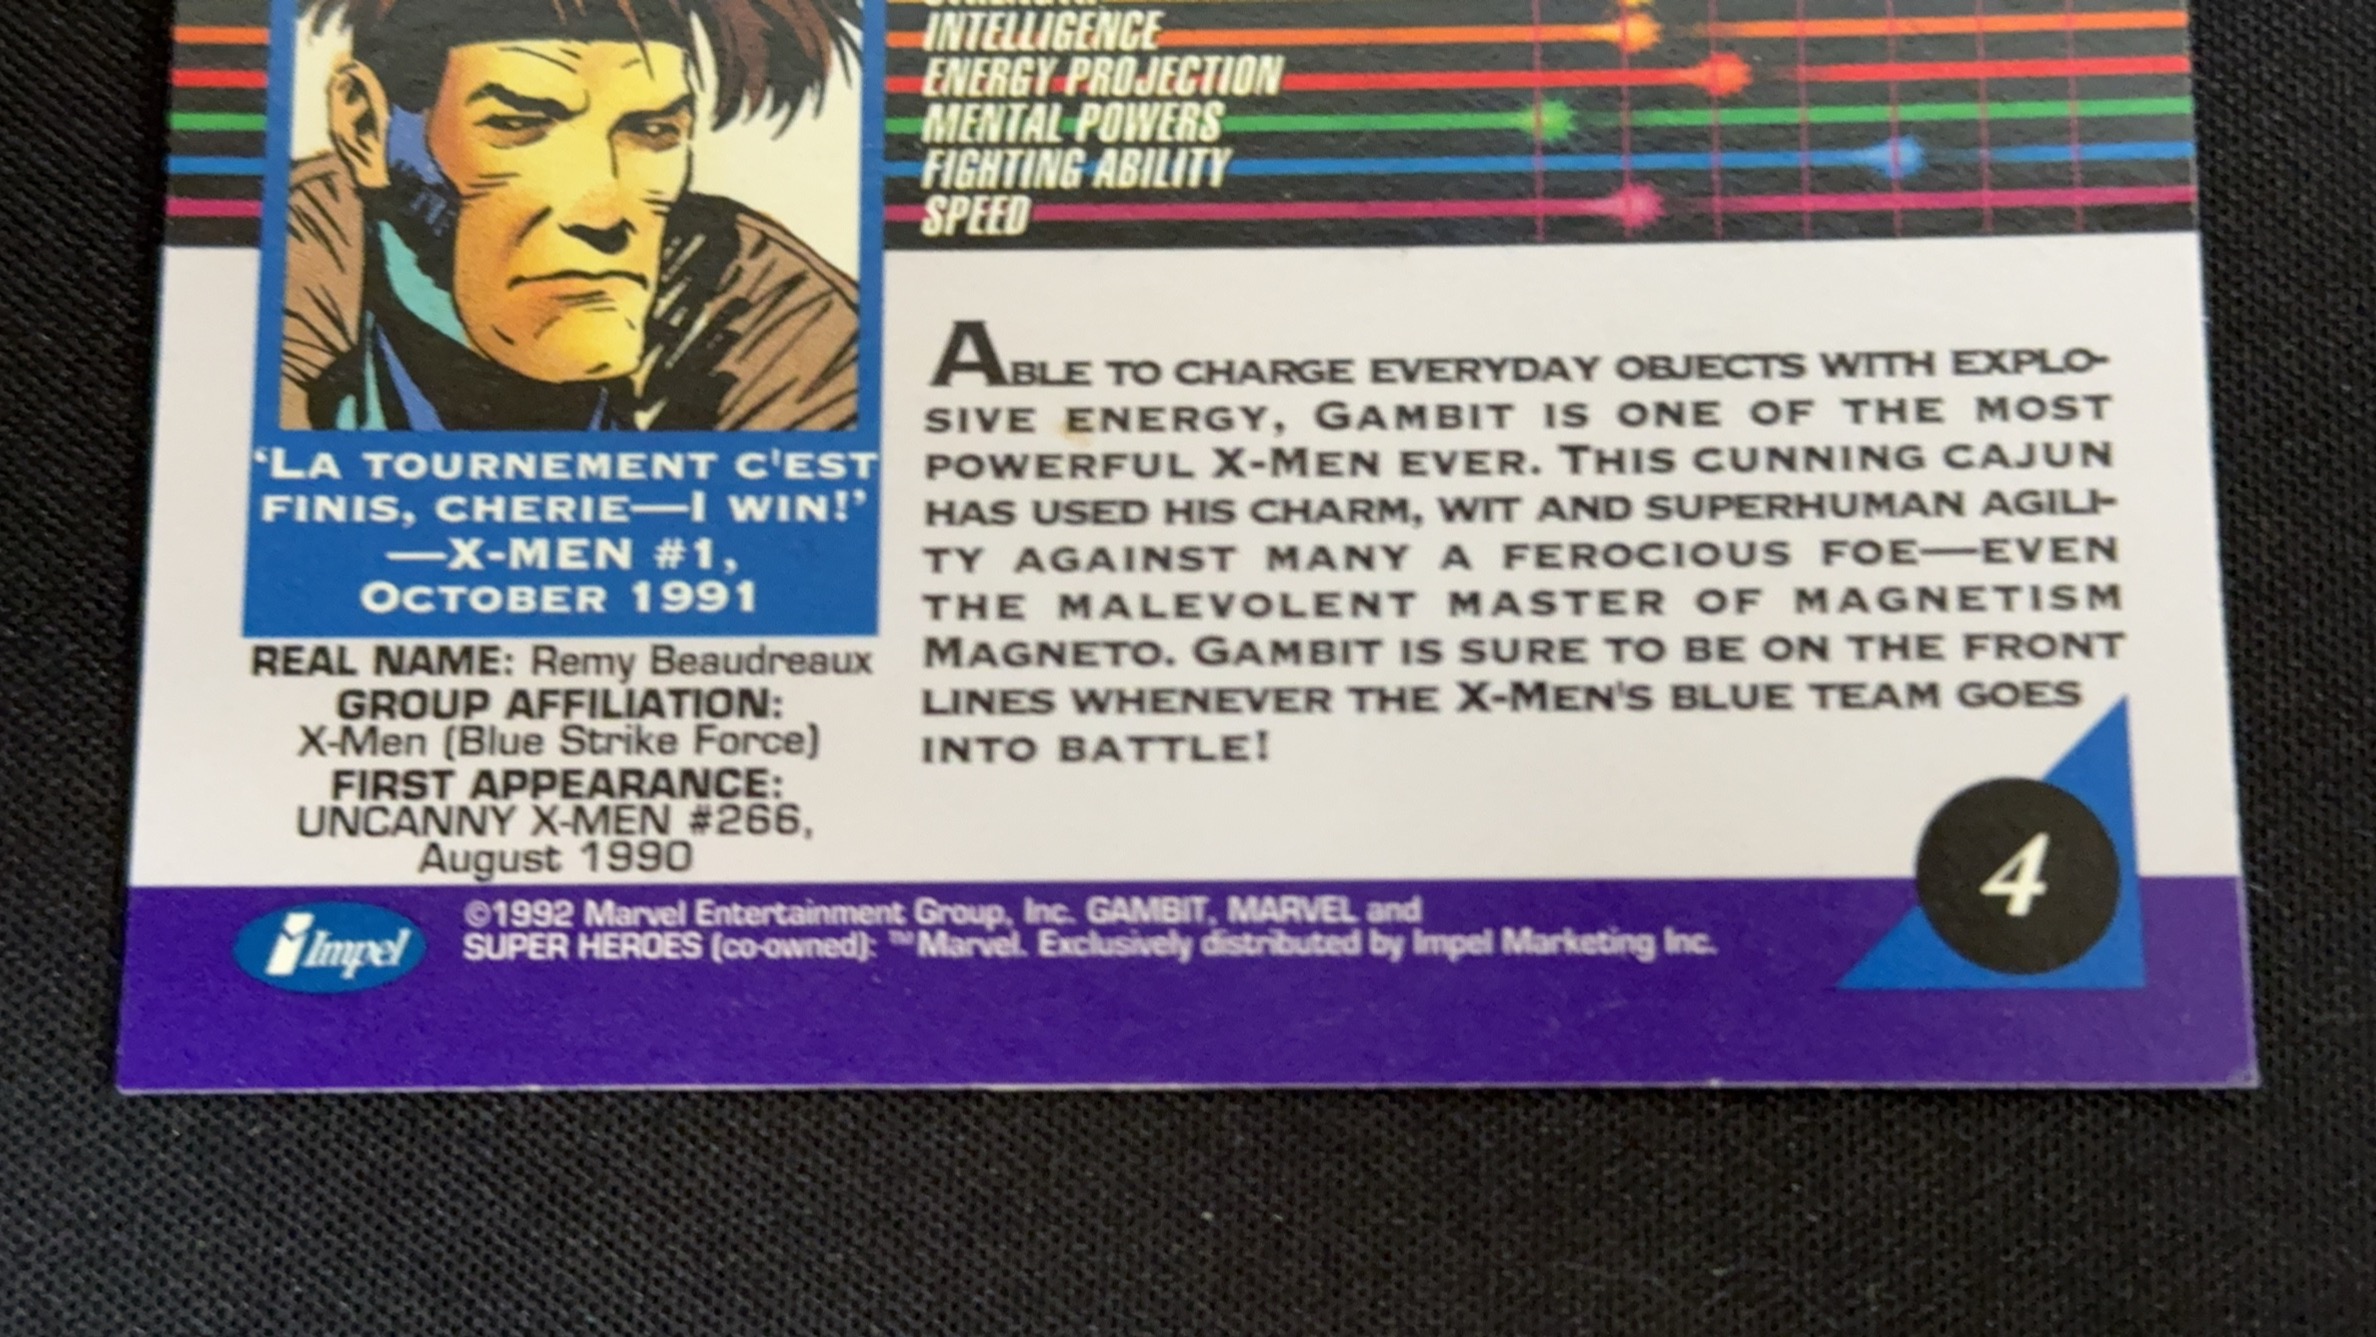 STRENGTH
INTELLIGENCE
ENERGY PROJECTION
MENTAL POWERS
FIGHTING ABILITY
SPEED
'LA TOURNEMENT C'EST
FINIS, CHERIE—I WIN!'
—X-MEN #1,
OCTOBER 1991
REAL NAME: Remy Beaudreaux
GROUP AFFILIATION:
X-Men (Blue Strike Force)
FIRST APPEARANCE:
UNCANNY X-MEN #266,
August 1990
ABLE TO CHARGE EVERYDAY OBJECTS WITH EXPLO-
SIVE ENERGY, GAMBIT IS ONE OF THE MOST
POWERFUL X-MEN EVER. THIS CUNNING CAJUN
HAS USED HIS CHARM, WIT AND SUPERHUMAN AGILI-
TY AGAINST MANY A FEROCIOUS FOE—EVEN
THE MALEVOLENT MASTER OF MAGNETISM
MAGNETO. GAMBIT IS SURE TO BE ON THE FRONT
LINES WHENEVER THE X-MEN'S BLUE TEAM GOES
INTO BATTLE!
4
Impel
©1992 Marvel Entertainment Group, Inc. GAMBIT, MARVEL and
SUPER HEROES (co-owned): ™Marvel. Exclusively distributed by Impel Marketing Inc.